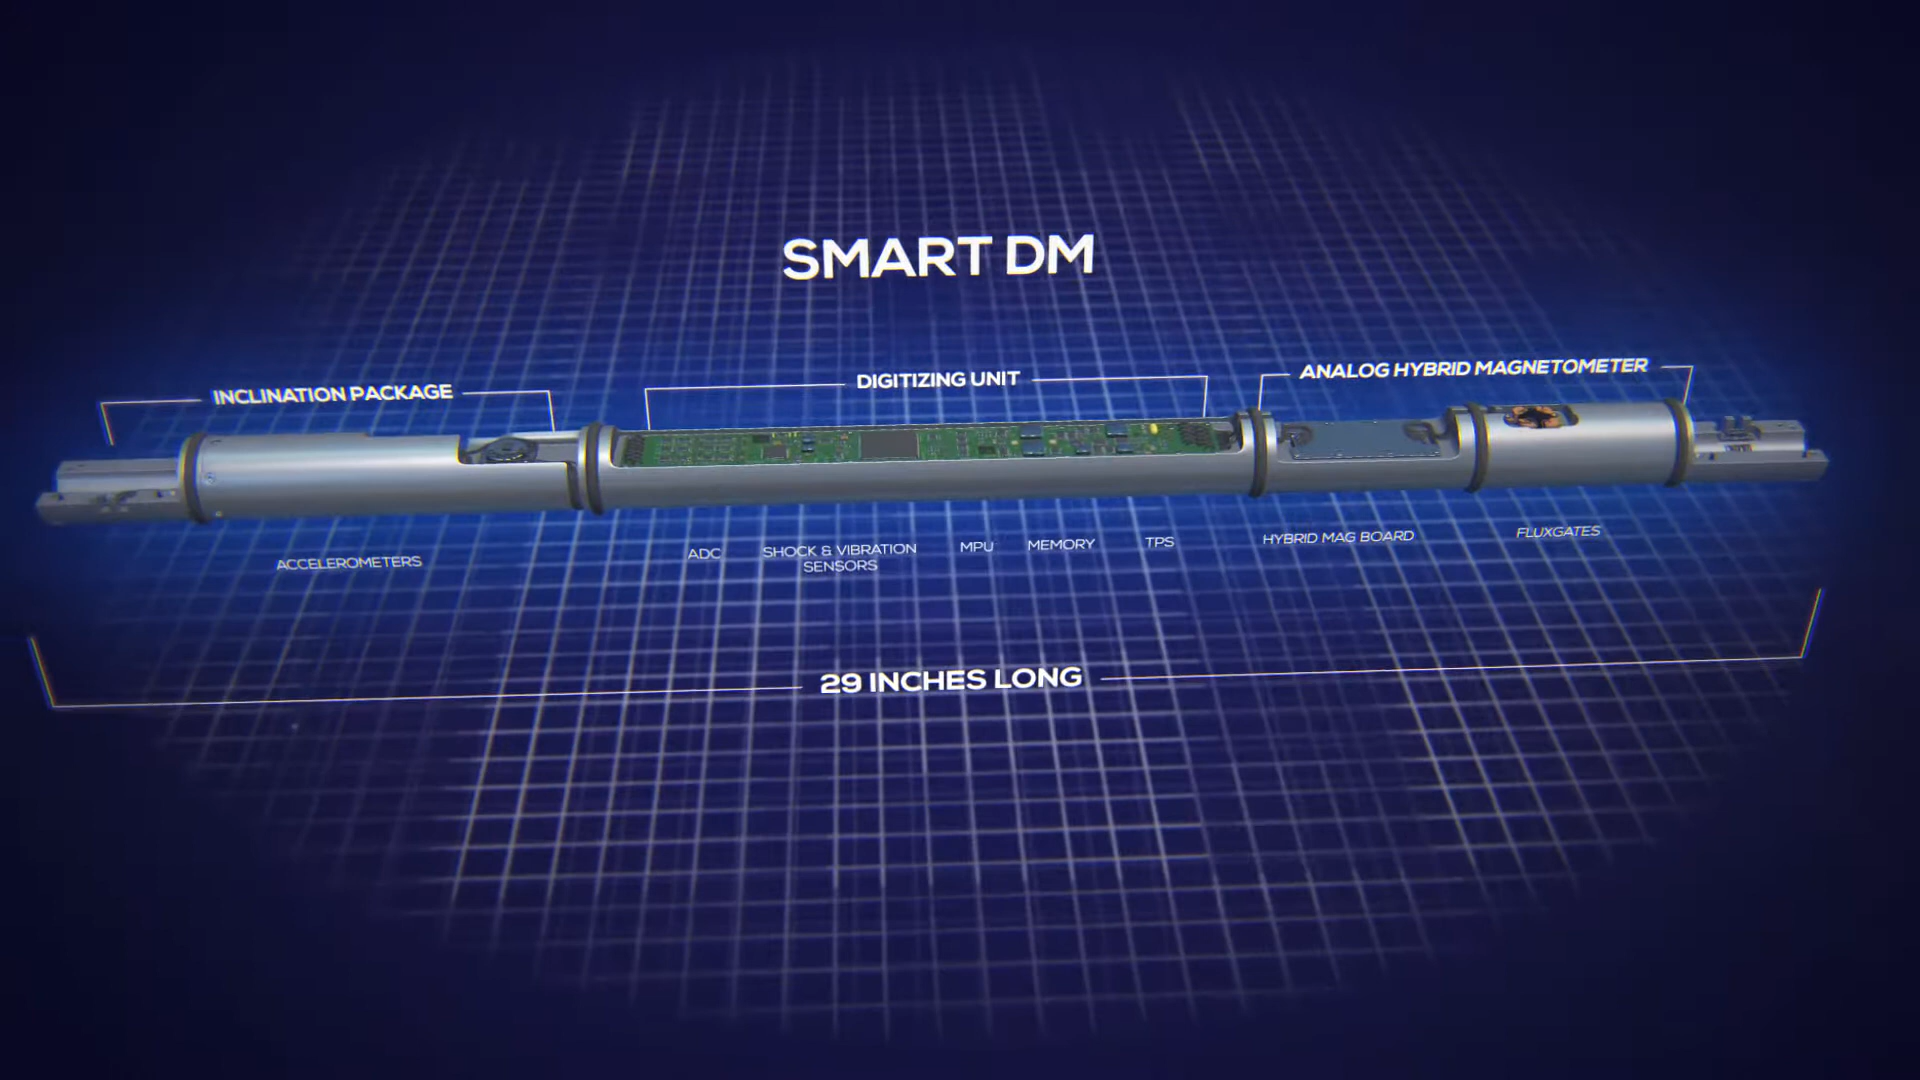 SMART DM
INCLINATION PACKAGE
DIGITIZING UNIT
ANALOG HYBRID MAGNETOMETER
ACCELEROMETERS
ADC
SHOCK & VIBRATION
SENSORS
MPU
MEMORY
TPS
HYBRID MAG BOARD
FLUXGATES
29 INCHES LONG